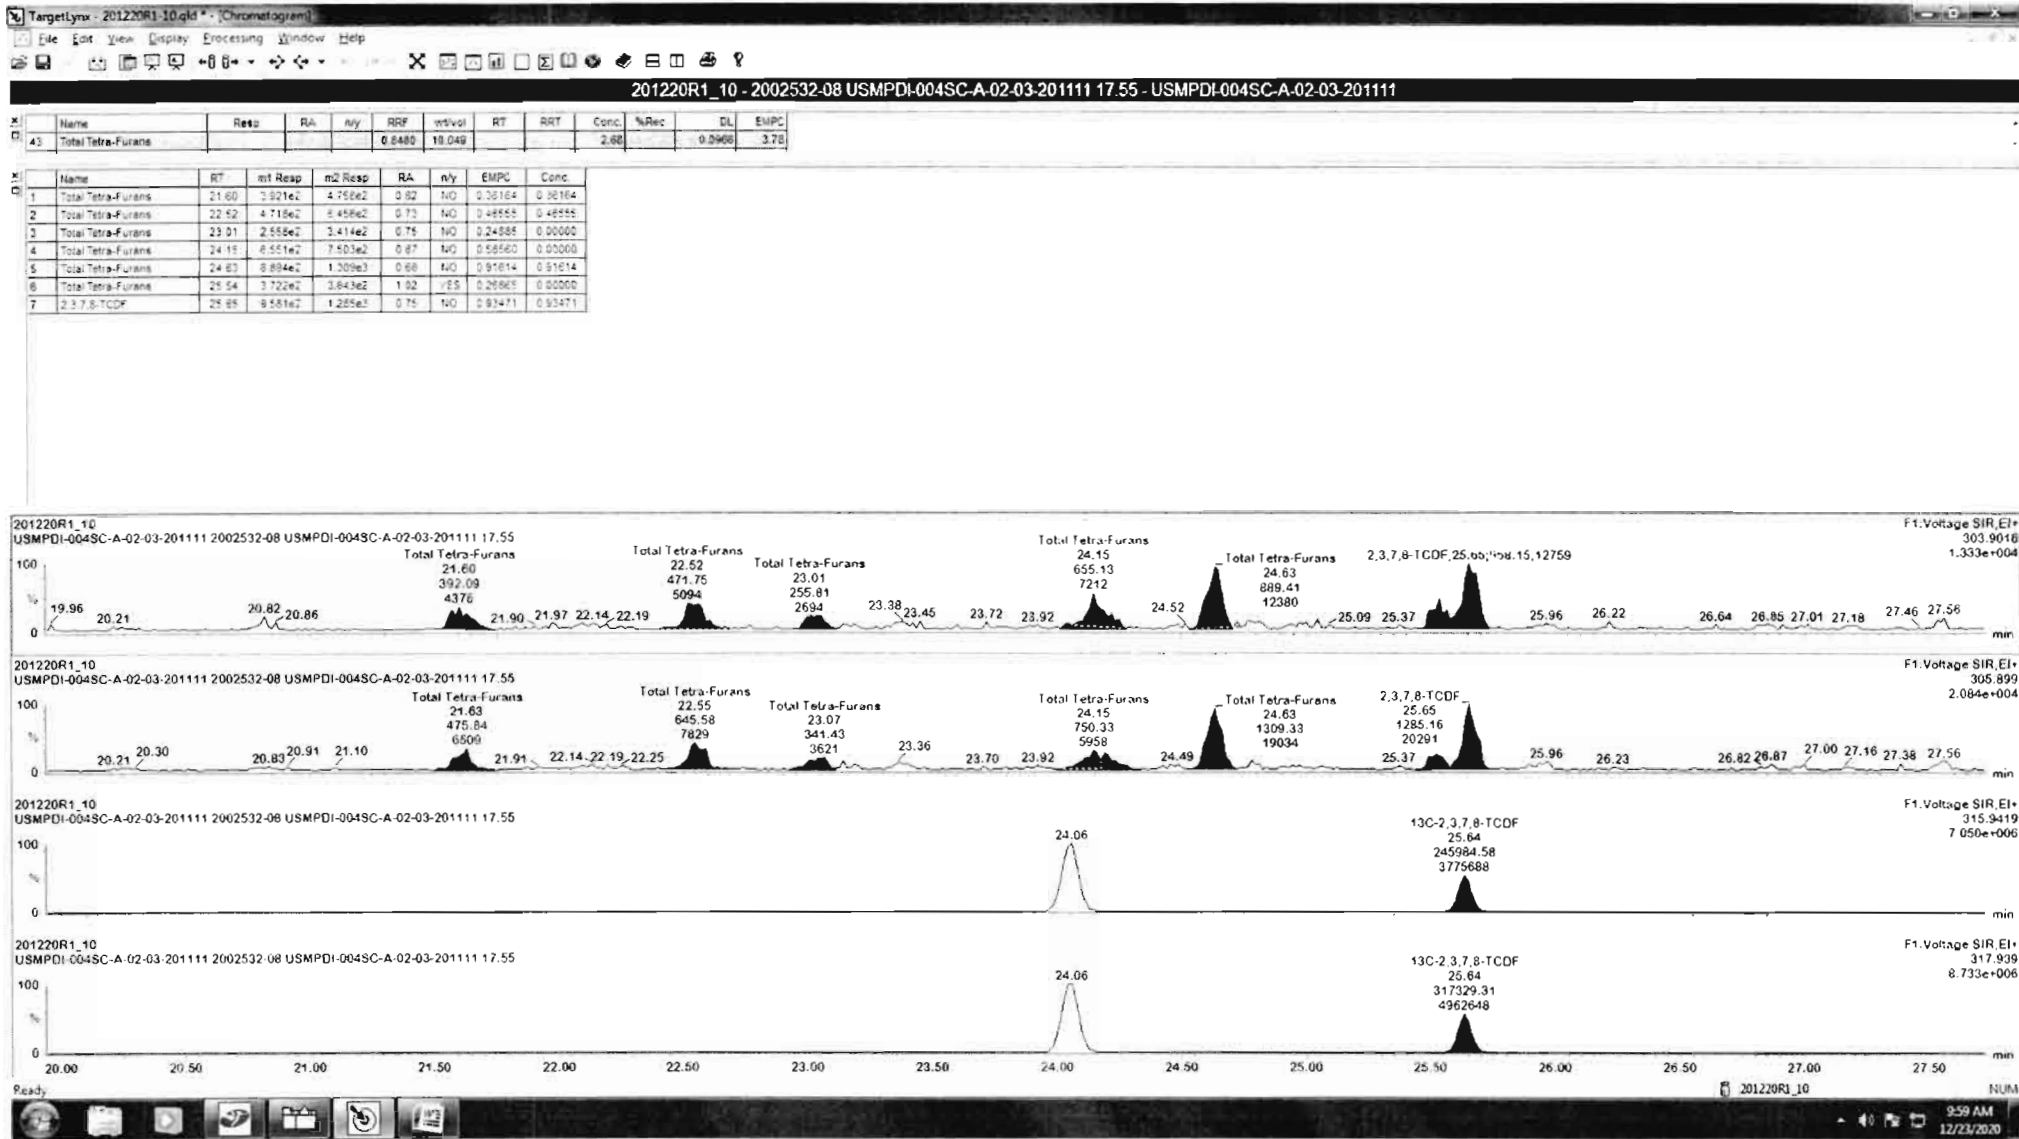 TargetLynx - 201220R1-10.qld * - [Chromatogram]
File Edit View Display Processing Window Help
201220R1_10 - 2002532-08 USMPDI-004SC-A-02-03-201111 17.55 - USMPDI-004SC-A-02-03-201111
Name Resp RA n/y RRF wt/vol RT RRT Conc. %Rec DL EMPC
43 Total Tetra-Furans 0.8480 10.049 2.68 0.0966 3.78
Name RT m1 Resp m2 Resp RA n/y EMPC Conc.
1 Total Tetra-Furans 21.60 3.921e2 4.758e2 0.82 NO 0.36164 0.36164
2 Total Tetra-Furans 22.52 4.718e2 6.456e2 0.73 NO 0.46555 0.46555
3 Total Tetra-Furans 23.01 2.558e2 3.414e2 0.75 NO 0.24885 0.00000
4 Total Tetra-Furans 24.15 6.551e2 7.503e2 0.87 NO 0.58560 0.00000
5 Total Tetra-Furans 24.63 8.894e2 1.309e3 0.68 NO 0.91614 0.91614
6 Total Tetra-Furans 25.54 3.722e2 3.643e2 1.02 YES 0.26865 0.00000
7 2,3,7,8-TCDF 25.65 9.581e2 1.285e3 0.75 NO 0.93471 0.93471
201220R1_10
USMPDI-004SC-A-02-03-201111 2002532-08 USMPDI-004SC-A-02-03-201111 17.55
F1:Voltage SIR,EI+
303.9016
1.333e+004
Total Tetra-Furans
21.60
392.09
4376
Total Tetra-Furans
22.52
471.75
5094
Total Tetra-Furans
23.01
255.81
2694
Total Tetra-Furans
24.15
655.13
7212
Total Tetra-Furans
24.63
889.41
12380
2,3,7,8-TCDF,25.65;958.15,12759
100
%
0
19.96 20.21 20.82 20.86 21.90 21.97 22.14 22.19 23.38 23.45 23.72 23.92 24.52 25.09 25.37 25.96 26.22 26.64 26.85 27.01 27.18 27.46 27.56
min
201220R1_10
USMPDI-004SC-A-02-03-201111 2002532-08 USMPDI-004SC-A-02-03-201111 17.55
F1:Voltage SIR,EI+
305.899
2.084e+004
Total Tetra-Furans
21.63
475.84
6509
Total Tetra-Furans
22.55
645.58
7829
Total Tetra-Furans
23.07
341.43
3621
Total Tetra-Furans
24.15
750.33
5958
Total Tetra-Furans
24.63
1309.33
19034
2,3,7,8-TCDF
25.65
1285.16
20291
100
%
0
20.21 20.30 20.83 20.91 21.10 21.91 22.14 22.19 22.25 23.36 23.70 23.92 24.49 25.37 25.96 26.23 26.82 26.87 27.00 27.16 27.38 27.56
min
201220R1_10
USMPDI-004SC-A-02-03-201111 2002532-08 USMPDI-004SC-A-02-03-201111 17.55
F1:Voltage SIR,EI+
315.9419
7.050e+006
100
%
0
24.06
13C-2,3,7,8-TCDF
25.64
245984.58
3775688
min
201220R1_10
USMPDI-004SC-A-02-03-201111 2002532-08 USMPDI-004SC-A-02-03-201111 17.55
F1:Voltage SIR,EI+
317.939
8.733e+006
100
%
0
24.06
13C-2,3,7,8-TCDF
25.64
317329.31
4962648
min
20.00 20.50 21.00 21.50 22.00 22.50 23.00 23.50 24.00 24.50 25.00 25.50 26.00 26.50 27.00 27.50
Ready
201220R1_10
NUM
9:59 AM
12/23/2020